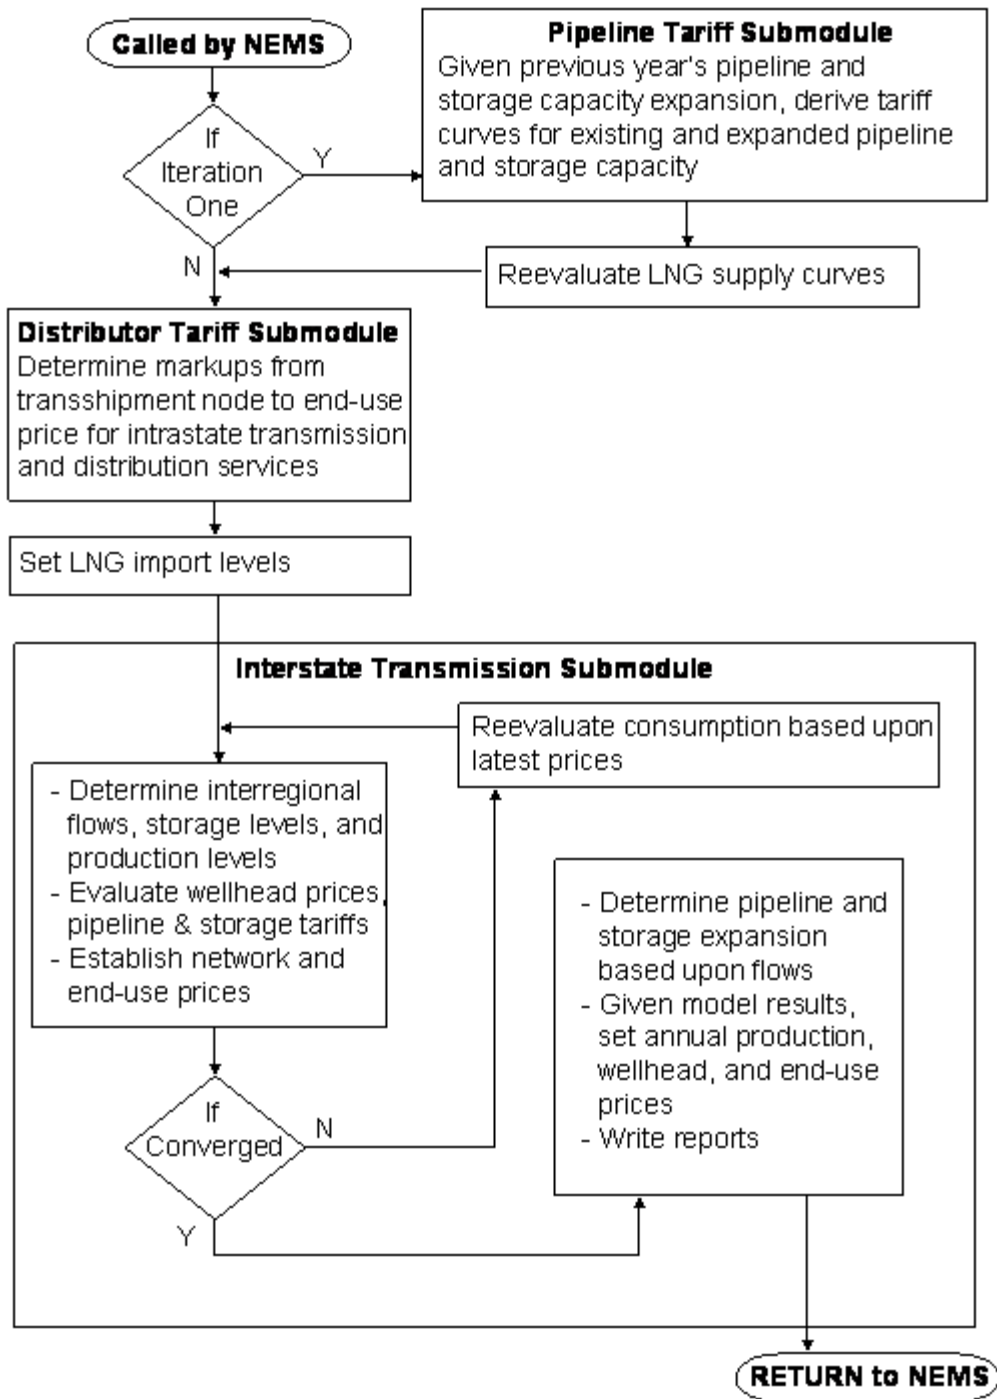 Called by NEMS
Pipeline Tariff Submodule
Given previous year's pipeline and
storage capacity expansion, derive tariff
curves for existing and expanded pipeline
and storage capacity
If
Iteration
One
Y
N
Reevaluate LNG supply curves
Distributor Tariff Submodule
Determine markups from
transshipment node to end-use
price for intrastate transmission
and distribution services
Set LNG import levels
Interstate Transmission Submodule
Reevaluate consumption based upon
latest prices
- Determine interregional
flows, storage levels, and
production levels
- Evaluate wellhead prices,
pipeline & storage tariffs
- Establish network and
end-use prices
If
Converged
N
Y
- Determine pipeline and
storage expansion
based upon flows
- Given model results,
set annual production,
wellhead, and end-use
prices
- Write reports
RETURN to NEMS